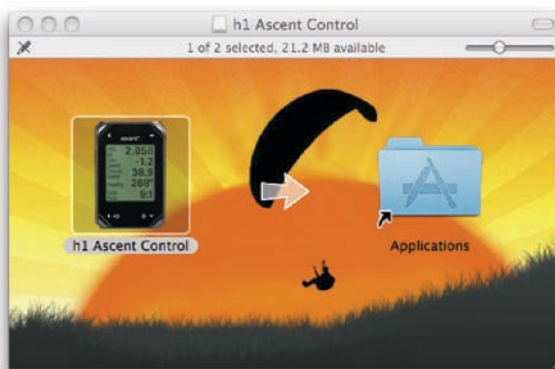 h1 Ascent Control
1 of 2 selected, 21.2 MB available
2,050
-1.2
38.9
268°
9:1
h1 Ascent Control
Applications